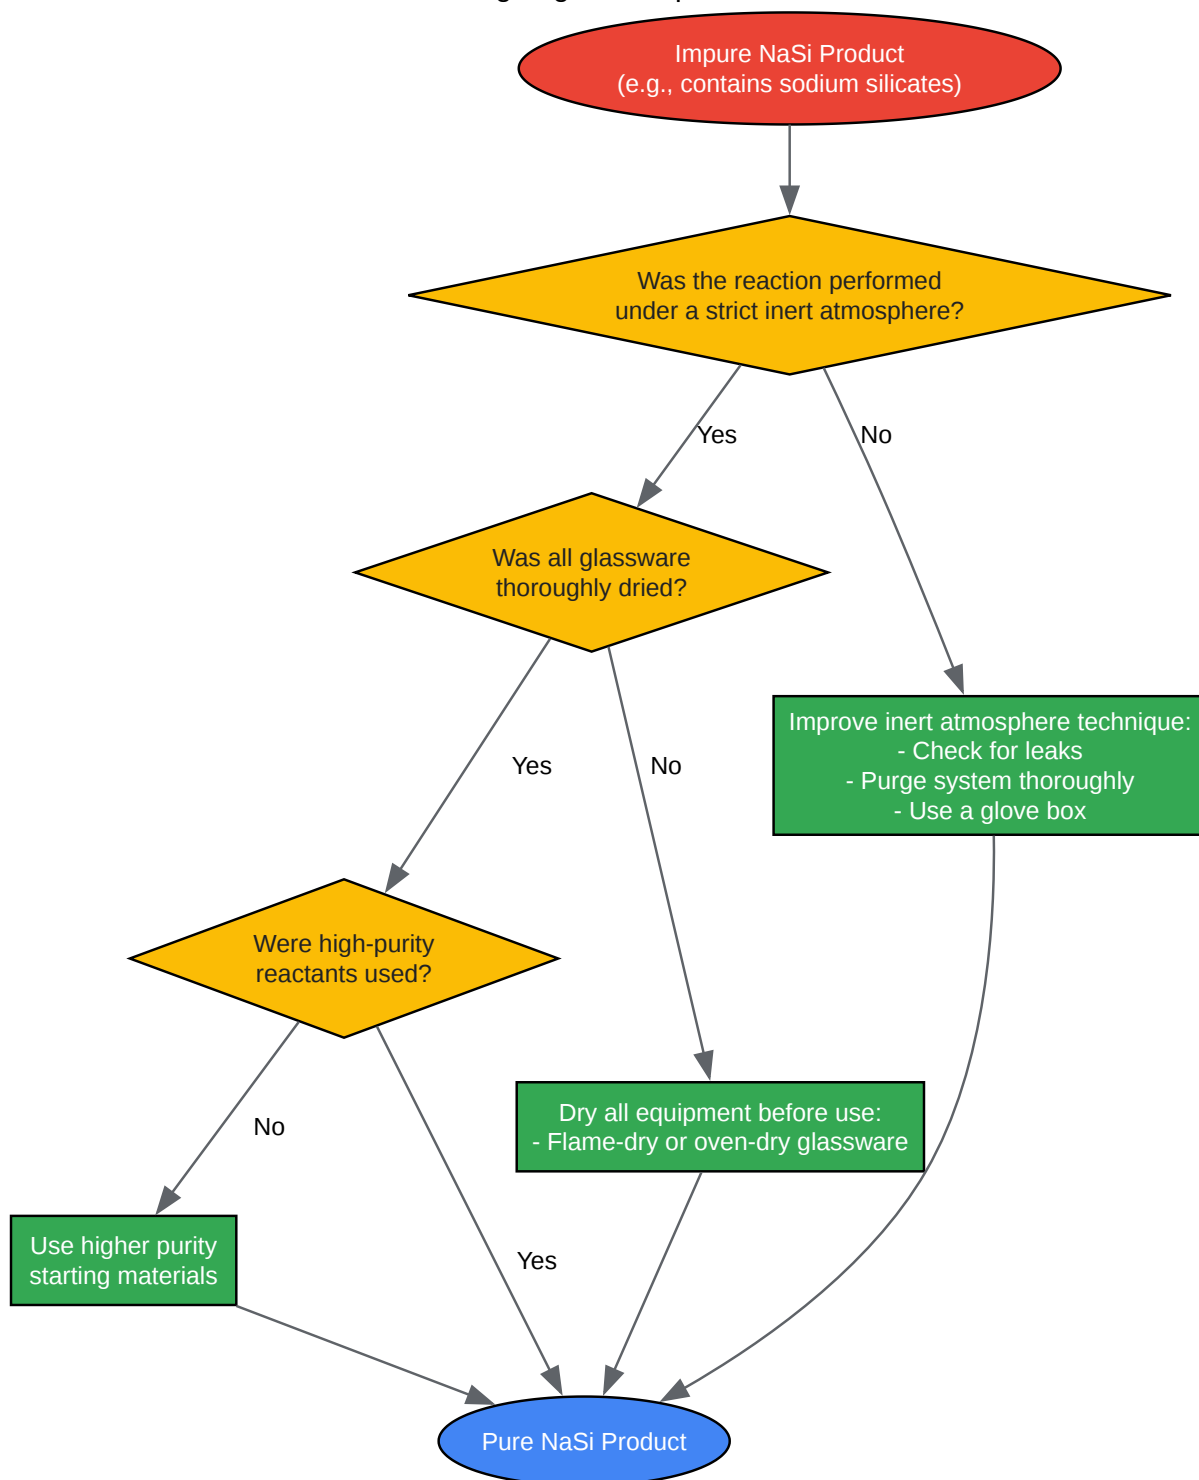 Impure NaSi Product
(e.g., contains sodium silicates)
Was the reaction performed
under a strict inert atmosphere?
Yes
No
Was all glassware
thoroughly dried?
Improve inert atmosphere technique:
- Check for leaks
- Purge system thoroughly
- Use a glove box
Yes
No
Were high-purity
reactants used?
Dry all equipment before use:
- Flame-dry or oven-dry glassware
No
Use higher purity
starting materials
Yes
Pure NaSi Product